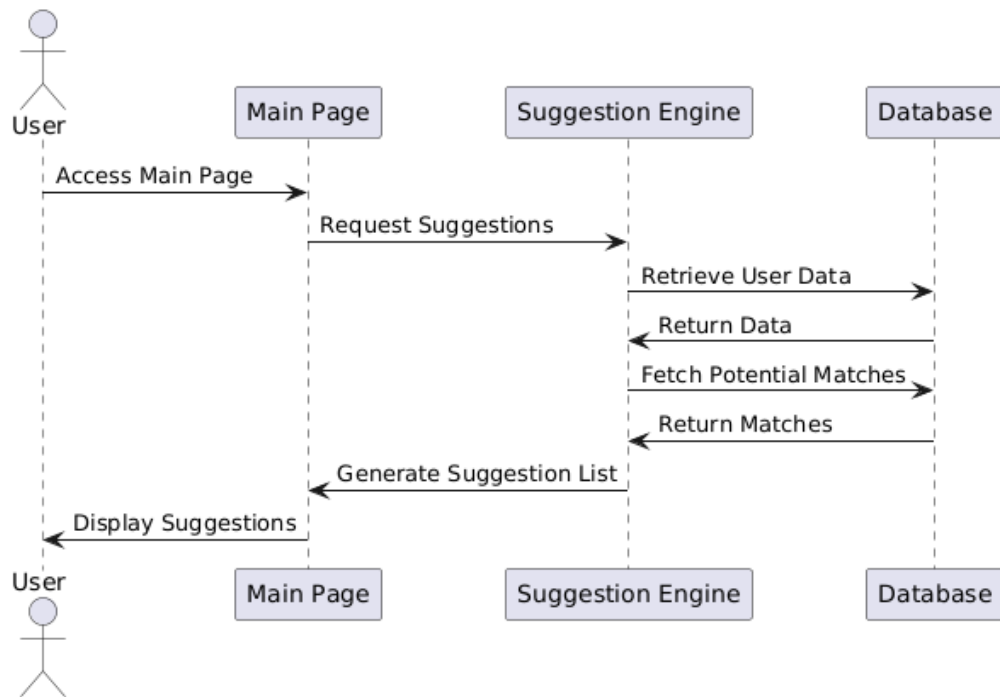 User
Main Page
Suggestion Engine
Database
Access Main Page
Request Suggestions
Retrieve User Data
Return Data
Fetch Potential Matches
Return Matches
Generate Suggestion List
Display Suggestions
User
Main Page
Suggestion Engine
Database